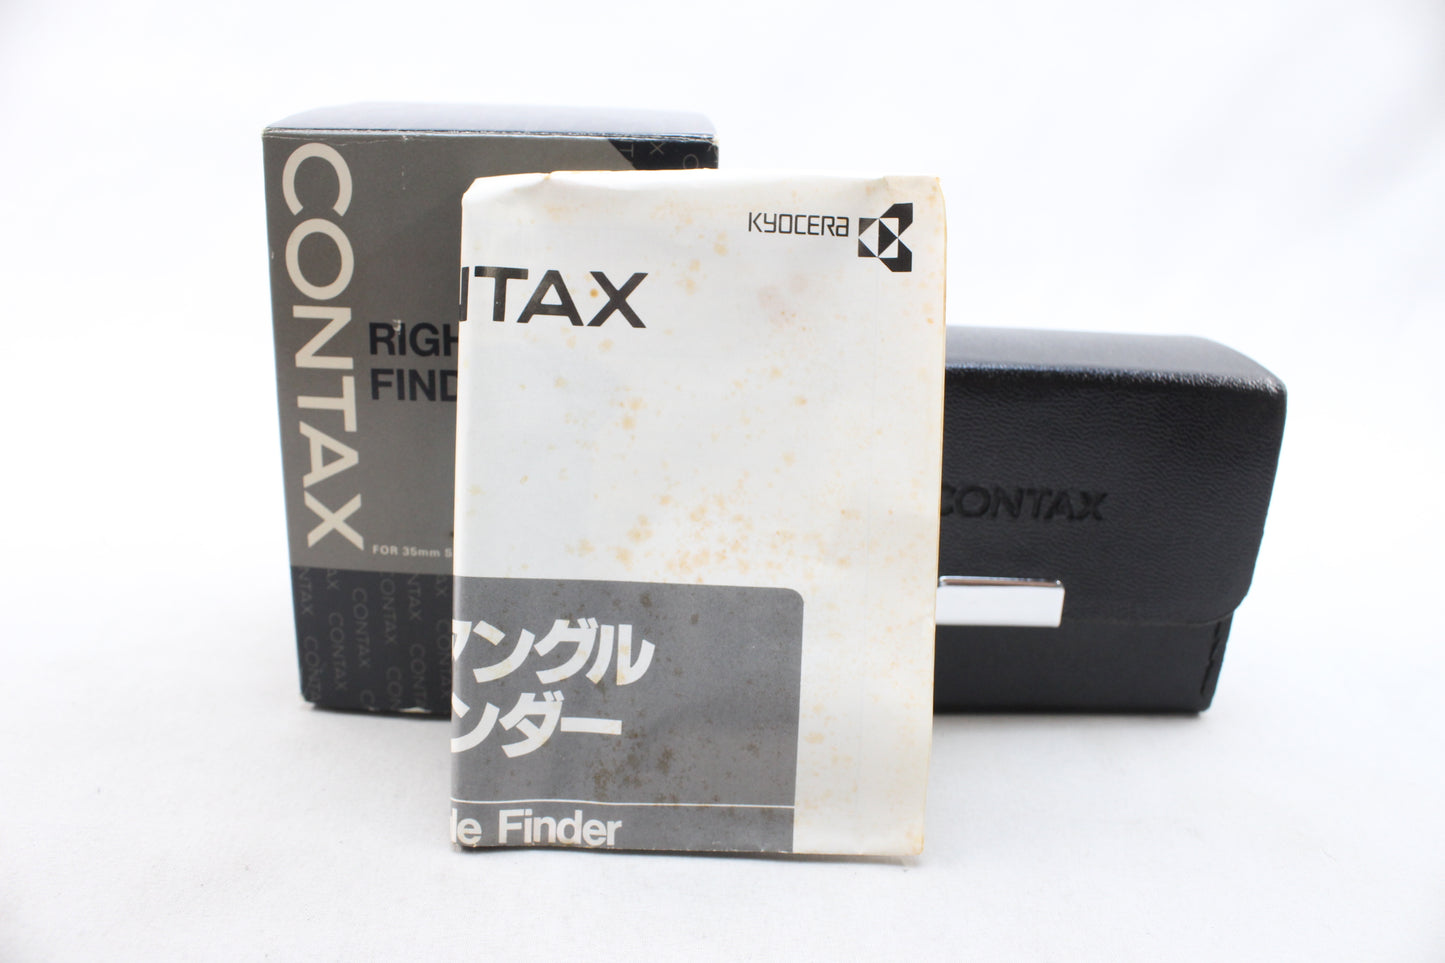 CONTAX
RIGH
FIND
FOR 35mm S
KYOCERA
NTAX
アングル
ンダー
le Finder
CONTAX
CONTAX
CONTAX
CONTAX
CONTAX